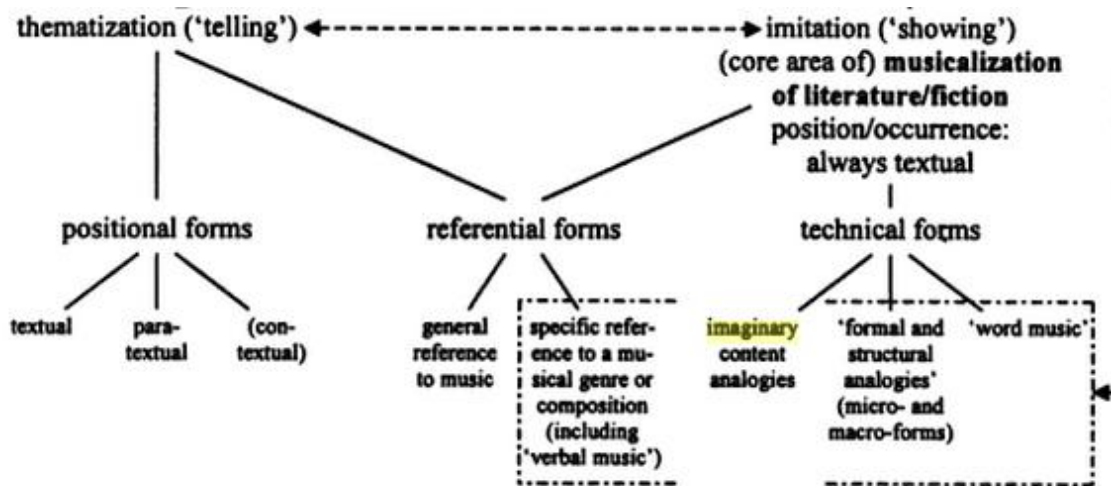 thematization (‘telling’)
imitation (‘showing’)
(core area of) musicalization
of literature/fiction
position/occurrence:
always textual
positional forms
referential forms
technical forms
textual
para-
textual
(con-
textual)
general
reference
to music
specific refer-
ence to a mu-
sical genre or
composition
(including
‘verbal music’)
imaginary
content
analogies
‘formal and
structural
analogies’
(micro- and
macro-forms)
‘word music’